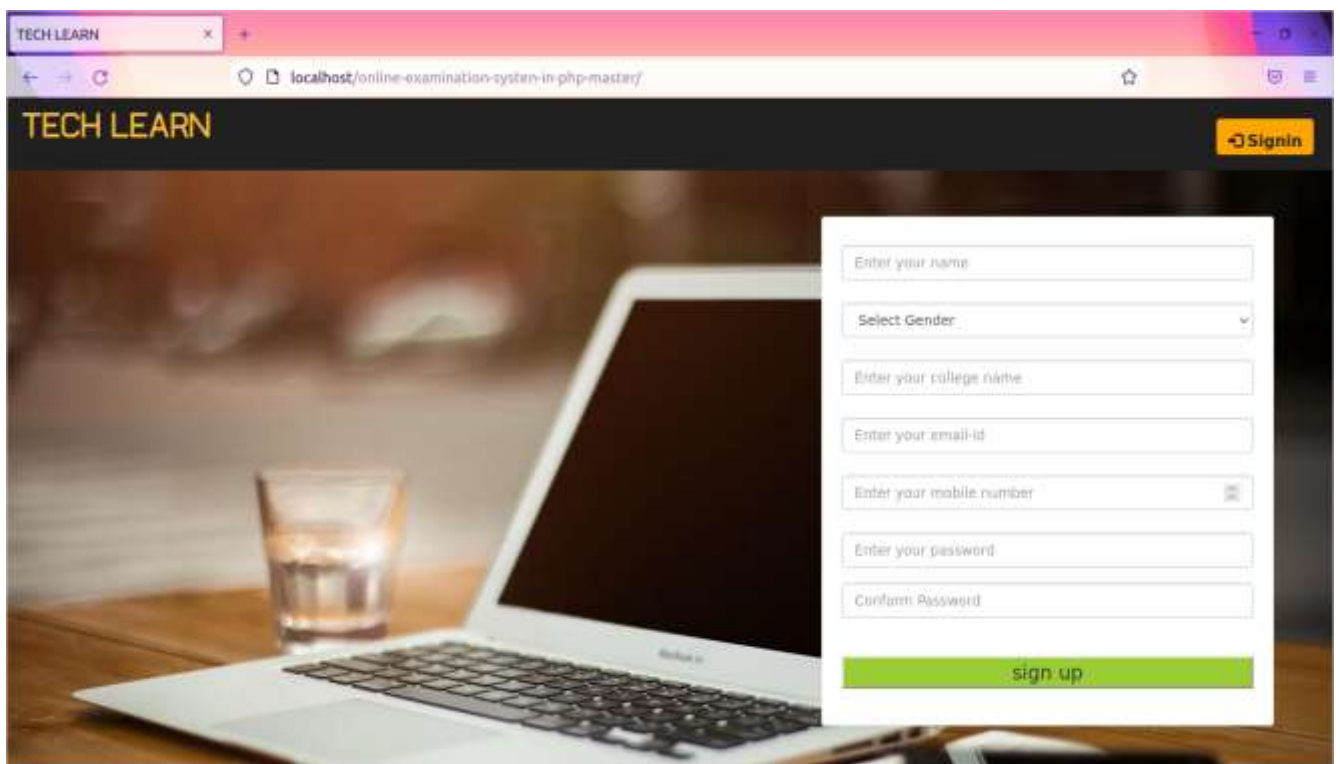 TECH LEARN
localhost/online-examination-systen-in-php-master/
TECH LEARN
Signin
Enter your name
Select Gender
Enter your college name
Enter your email-id
Enter your mobile number
Enter your password
Conform Password
sign up